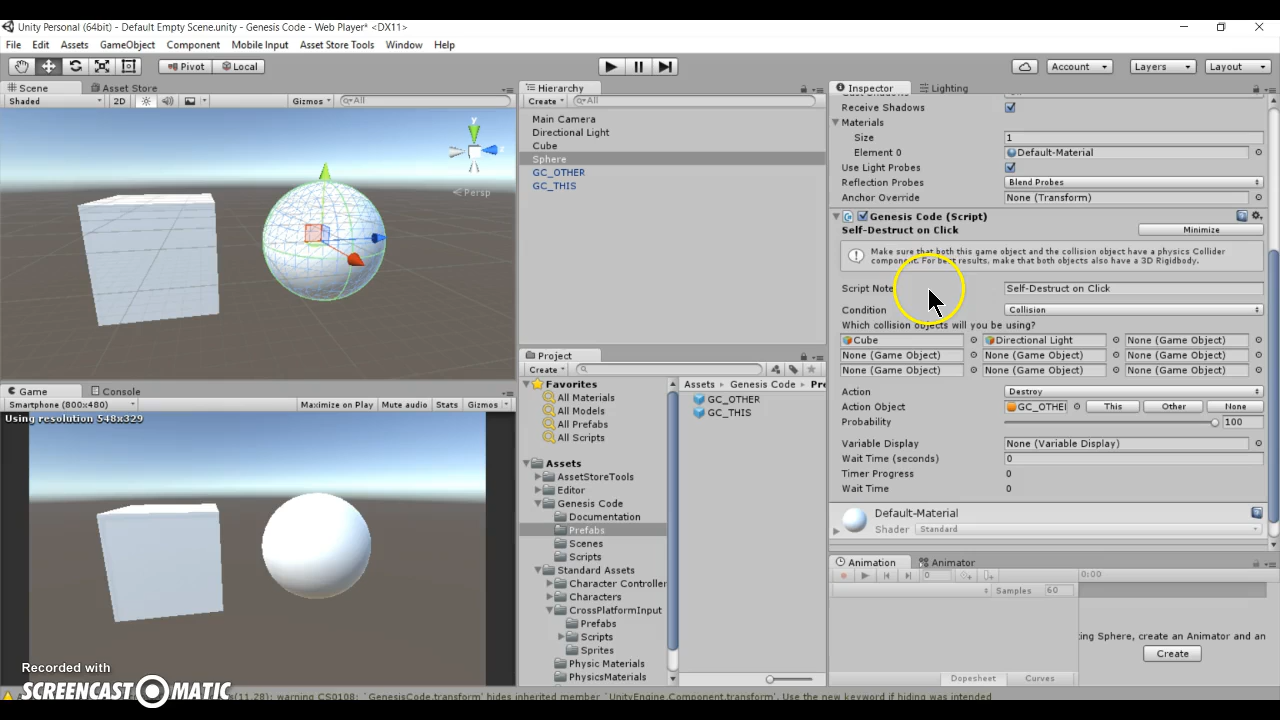 Unity Personal (64bit) - Default Empty Scene.unity - Genesis Code - Web Player* <DX11>
File Edit Assets GameObject Component Mobile Input Asset Store Tools Window Help
Pivot Local Account Layers Layout
Scene Asset Store
Shaded 2D Gizmos All
y
z
Persp
Game Console
Smartphone (800x480) Maximize on Play Mute audio Stats Gizmos
Using resolution 548x329
Hierarchy
Create All
Main Camera
Directional Light
Cube
Sphere
GC_OTHER
GC_THIS
Project
Create
Favorites
All Materials
All Models
All Prefabs
All Scripts
Assets
AssetStoreTools
Editor
Genesis Code
Documentation
Prefabs
Scenes
Scripts
Standard Assets
Character Controller
Characters
CrossPlatformInput
Prefabs
Scripts
Sprites
Physic Materials
PhysicsMaterials
Assets Genesis Code Pre
GC_OTHER
GC_THIS
Inspector Lighting
Receive Shadows
Materials
Size 1
Element 0 Default-Material
Use Light Probes
Reflection Probes Blend Probes
Anchor Override None (Transform)
Genesis Code (Script)
Self-Destruct on Click Minimize
Make sure that both this game object and the collision object have a physics Collider
component. For best results, make that both objects also have a 3D Rigidbody.
Script Note Self-Destruct on Click
Condition Collision
Which collision objects will you be using?
Cube Directional Light None (Game Object)
None (Game Object) None (Game Object) None (Game Object)
None (Game Object) None (Game Object) None (Game Object)
Action Destroy
Action Object GC_OTHE This Other None
Probability 100
Variable Display None (Variable Display)
Wait Time (seconds) 0
Timer Progress 0
Wait Time 0
Default-Material
Shader Standard
Animation Animator
0 0:00
Samples 60
ting Sphere, create an Animator and an
Create
Dopesheet Curves
Recorded with
SCREENCAST MATIC
(11,28): warning CS0108: `GenesisCode.transform' hides inherited member `UnityEngine.Component.transform'. Use the new keyword if hiding was intended